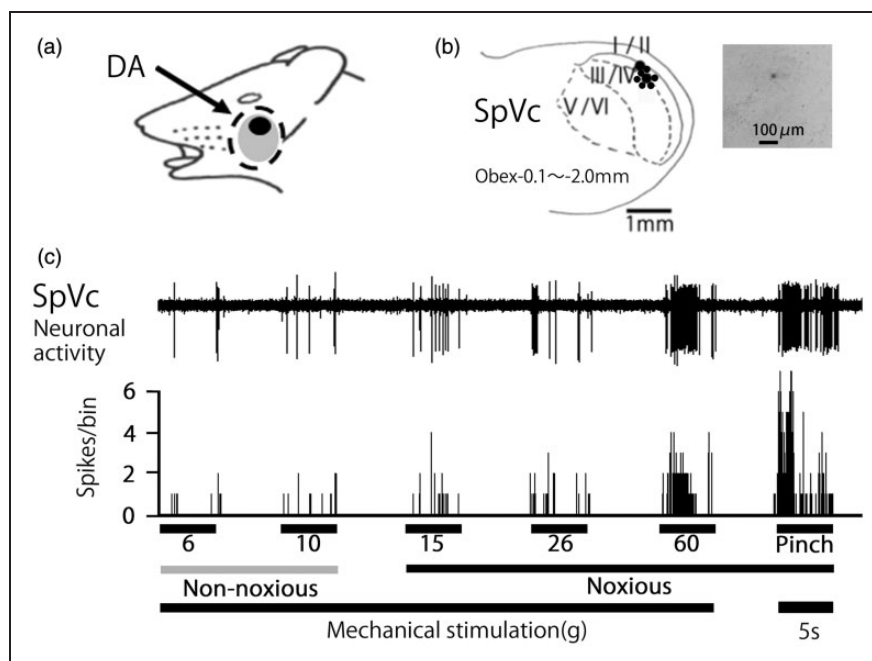 (a)
DA
(b)
I / II
III/IV
V/VI
SpVc
Obex-0.1～-2.0mm
1mm
100 μm
(c)
SpVc
Neuronal
activity
Spikes/bin
6
4
2
0
6 10 15 26 60 Pinch
Non-noxious Noxious
Mechanical stimulation(g) 5s